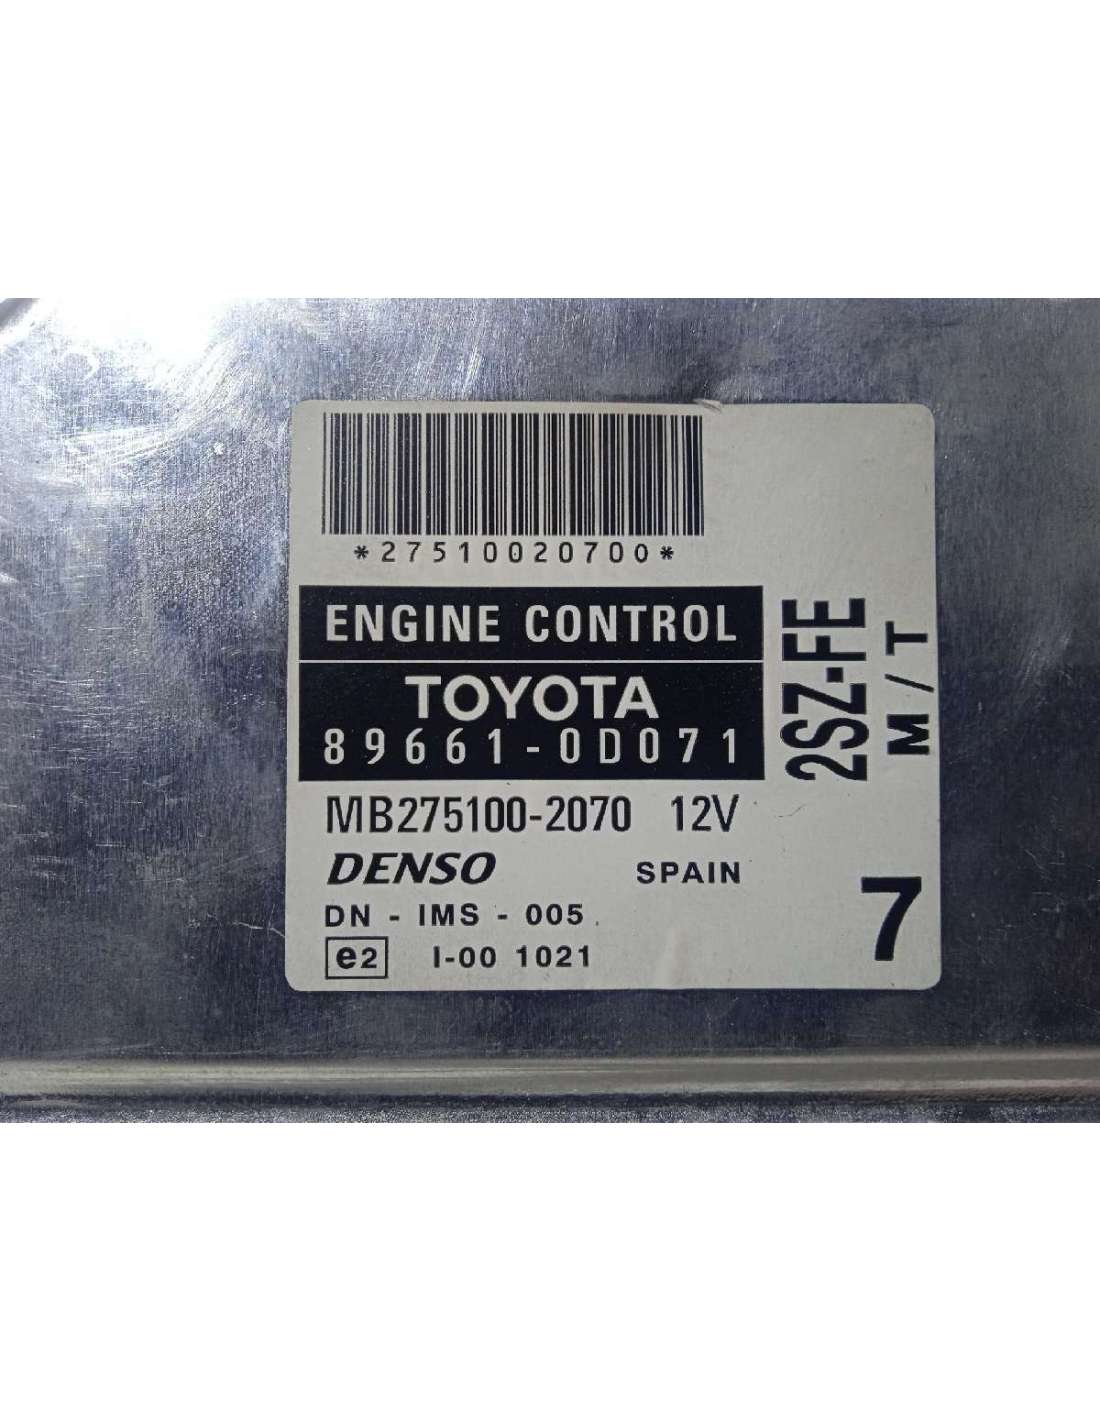 *27510020700*
ENGINE CONTROL
TOYOTA
89661-0D071
MB275100-2070 12V
DENSO SPAIN
DN - IMS - 005
e2 I-00 1021
2SZ-FE
M/T
7